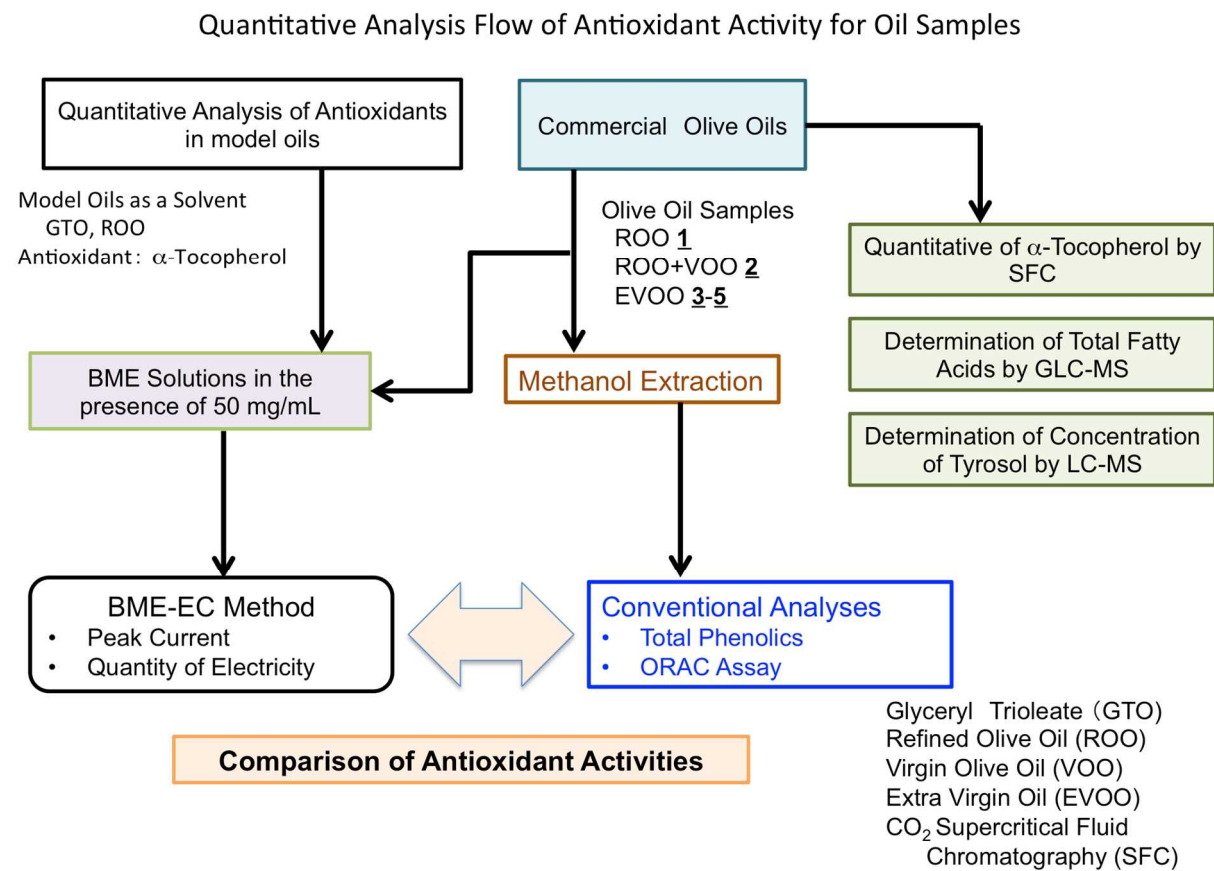 Quantitative Analysis Flow of Antioxidant Activity for Oil Samples
Quantitative Analysis of Antioxidants
in model oils
Commercial Olive Oils
Model Oils as a Solvent
GTO, ROO
Antioxidant: α-Tocopherol
Olive Oil Samples
ROO 1
ROO+VOO 2
EVOO 3-5
Quantitative of α-Tocopherol by
SFC
Determination of Total Fatty
Acids by GLC-MS
Determination of Concentration
of Tyrosol by LC-MS
BME Solutions in the
presence of 50 mg/mL
Methanol Extraction
BME-EC Method
• Peak Current
• Quantity of Electricity
Conventional Analyses
• Total Phenolics
• ORAC Assay
Comparison of Antioxidant Activities
Glyceryl Trioleate (GTO)
Refined Olive Oil (ROO)
Virgin Olive Oil (VOO)
Extra Virgin Oil (EVOO)
CO₂ Supercritical Fluid
Chromatography (SFC)